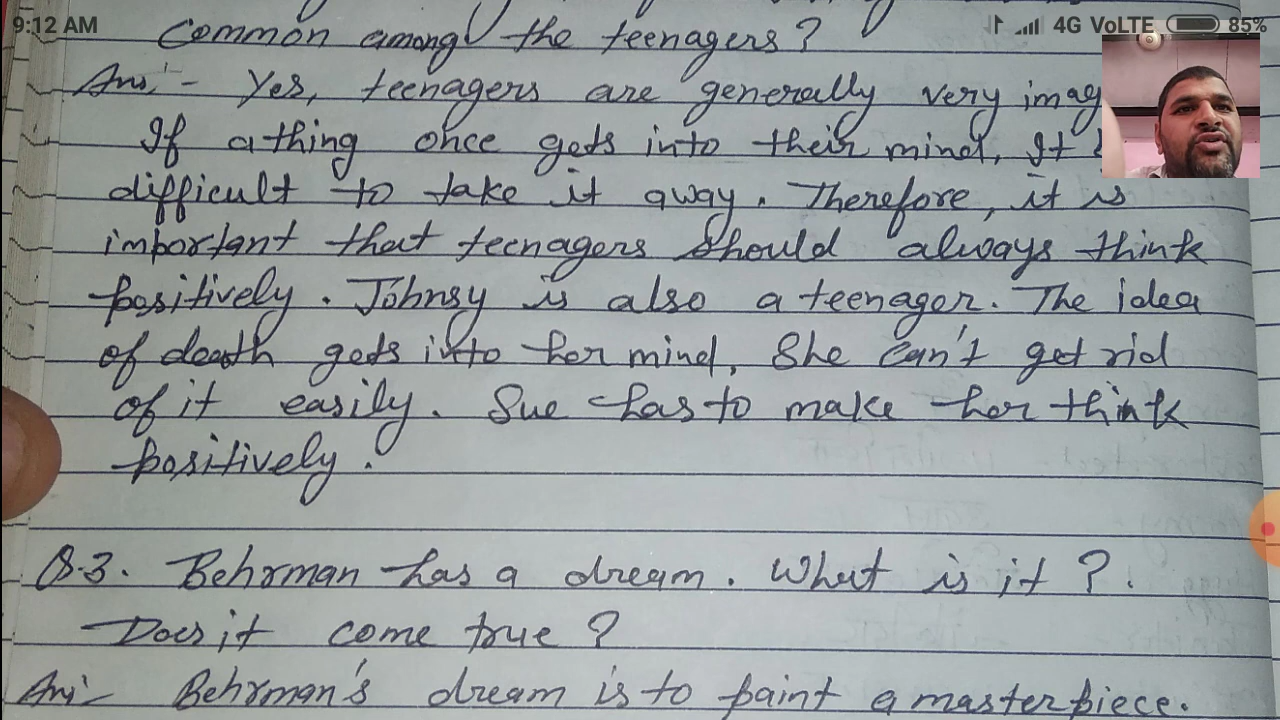 9:12 AM 4G VoLTE 85%
Common among the teenagers?
Ans:- Yes, teenagers are generally very imag
If a thing once gets into their mind, It
difficult to take it away. Therefore, it is
important that teenagers should always think
positively. Johnsy is also a teenager. The idea
of death gets into her mind, She can't get rid
of it easily. Sue has to make her think
positively.
Q.3. Behrman has a dream. What is it?.
Does it come true?
Ans:- Behrman's dream is to paint a masterpiece.